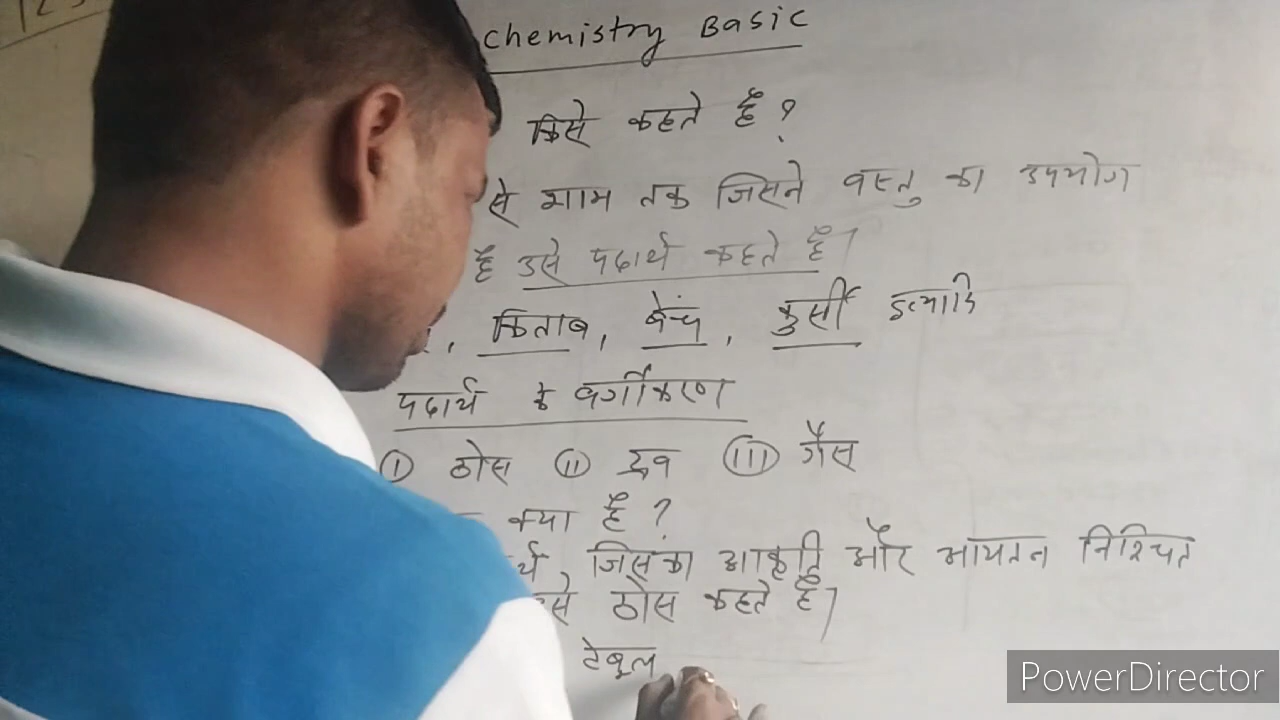 chemistry Basic
किसे कहते हैं ?
से शाम तक जिसने वस्तु का उपयोग
है उसे पदार्थ कहते हैं।
, किताब, बेन्च, कुर्सी इत्यादि
पदार्थ के वर्गीकरण
(I) ठोस (II) द्रव (III) गैस
क्या है ?
र्थ जिसका आकृति और आयतन निश्चित
उसे ठोस कहते हैं।
टेबूल
PowerDirector